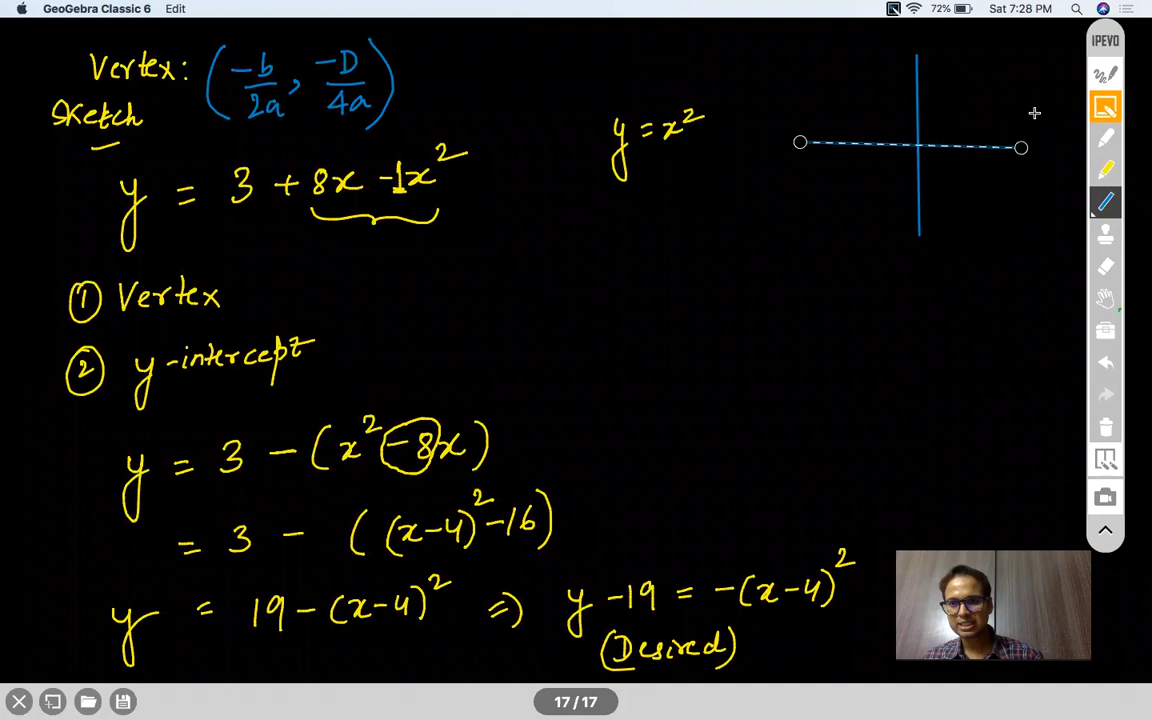 GeoGebra Classic 6 Edit 72% Sat 7:28 PM
IPEVO
Vertex: (-b/2a, -D/4a)
Sketch
y = x²
y = 3 + 8x - 1x²
① Vertex
② y-intercept
y = 3 - (x² - 8x)
= 3 - ((x-4)² - 16)
y = 19 - (x-4)² ⇒ y - 19 = -(x-4)²
(Desired)
17 / 17